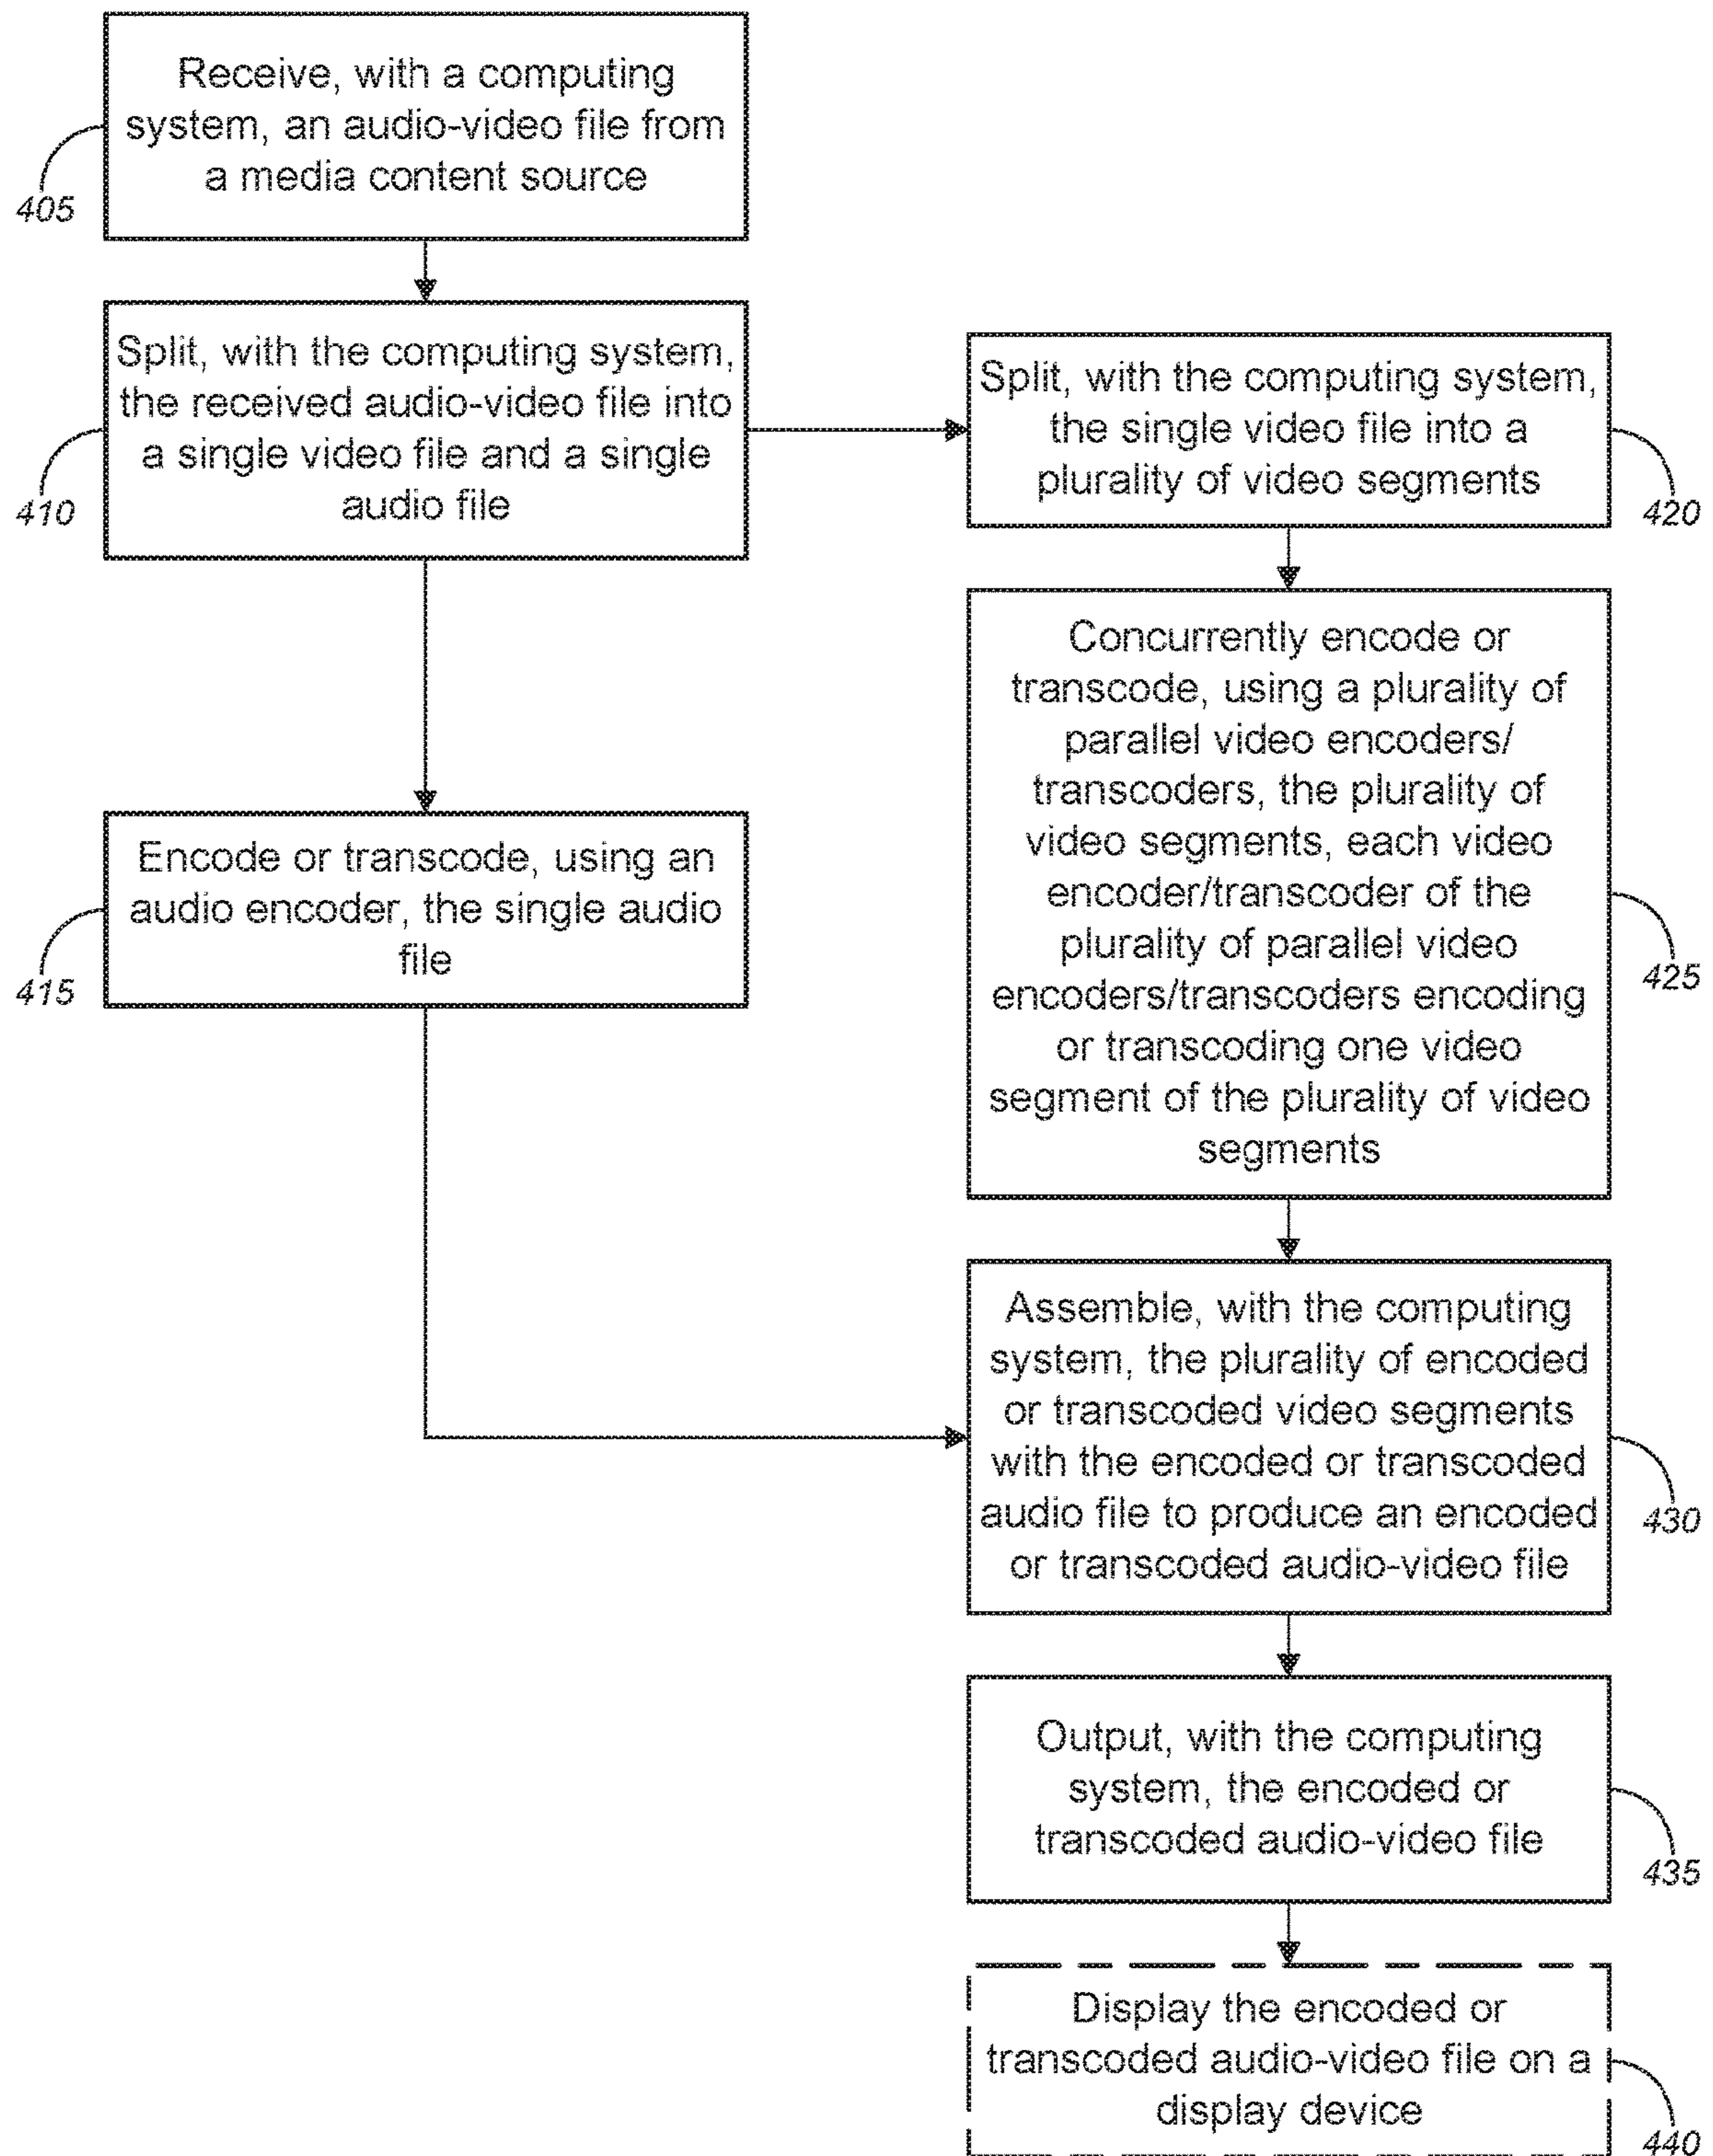 Receive, with a computing
system, an audio-video file from
a media content source
405
Split, with the computing system,
the received audio-video file into
a single video file and a single
audio file
410
Encode or transcode, using an
audio encoder, the single audio
file
415
Split, with the computing system,
the single video file into a
plurality of video segments
420
Concurrently encode or
transcode, using a plurality of
parallel video encoders/
transcoders, the plurality of
video segments, each video
encoder/transcoder of the
plurality of parallel video
encoders/transcoders encoding
or transcoding one video
segment of the plurality of video
segments
425
Assemble, with the computing
system, the plurality of encoded
or transcoded video segments
with the encoded or transcoded
audio file to produce an encoded
or transcoded audio-video file
430
Output, with the computing
system, the encoded or
transcoded audio-video file
435
Display the encoded or
transcoded audio-video file on a
display device
440